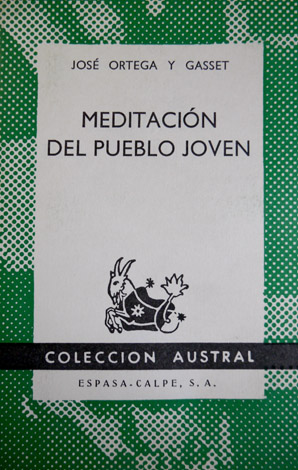 JOSÉ ORTEGA Y GASSET
MEDITACIÓN
DEL PUEBLO JOVEN
COLECCION AUSTRAL
ESPASA-CALPE, S. A.